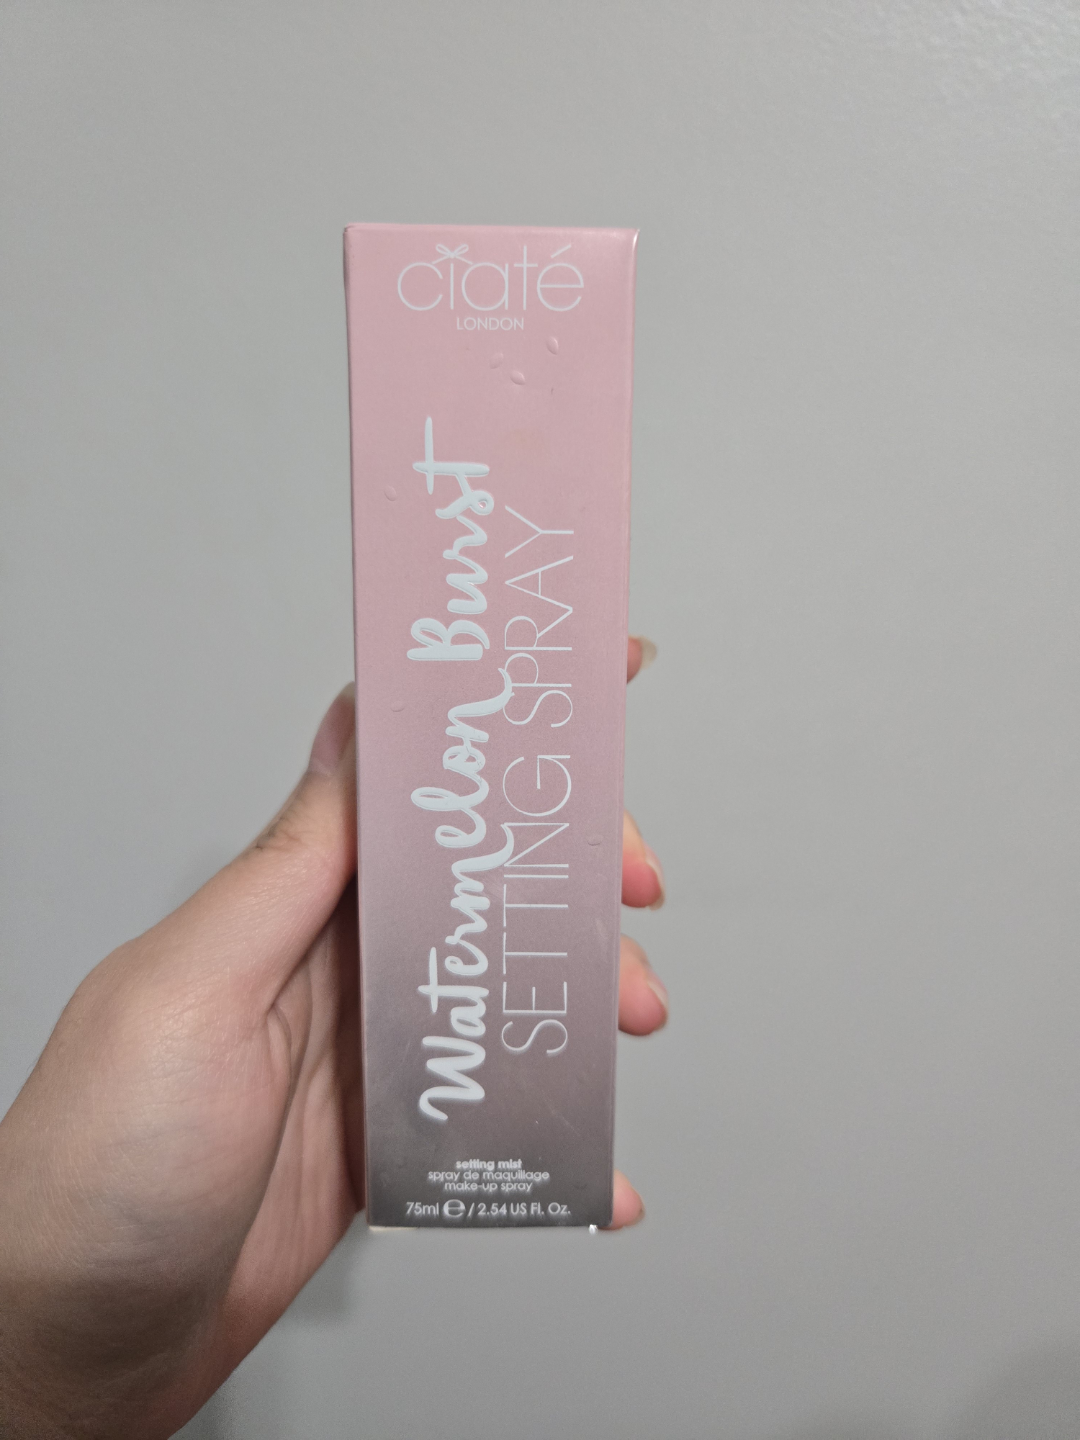 ciaté
LONDON
Watermelon Burst
SETTING SPRAY
setting mist
spray de maquillage
make-up spray
75ml ℮ / 2.54 US Fl. Oz.